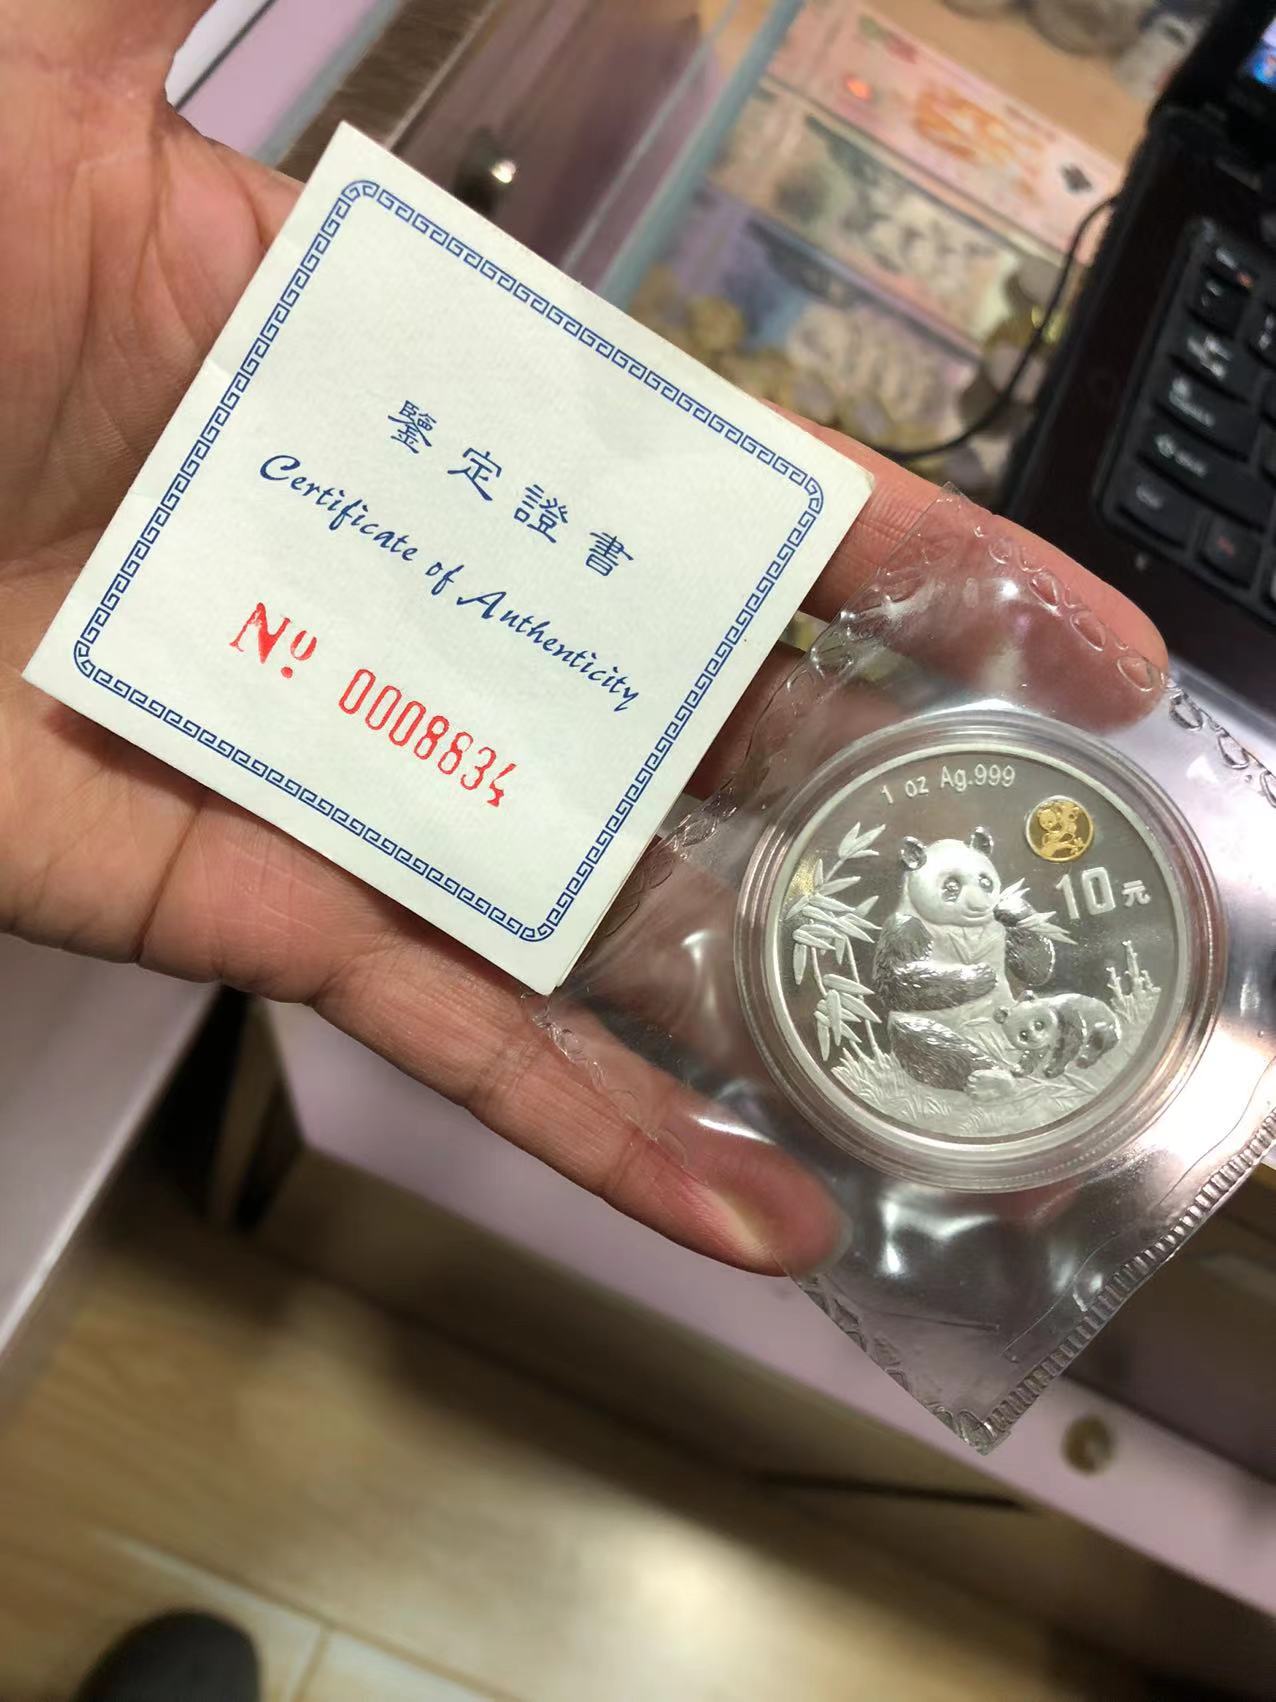 鑒定證書
Certificate of Authenticity
Nº 0008834
1 oz Ag.999
10元